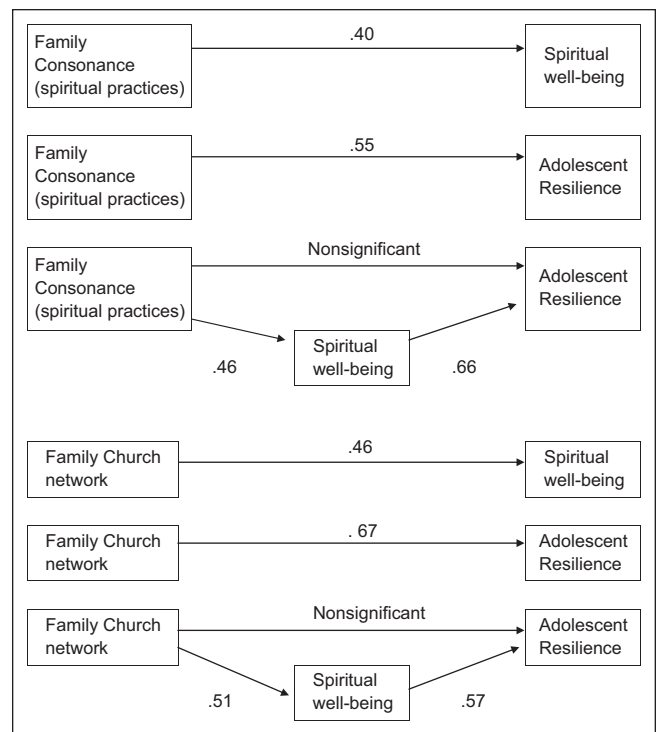 .40
Family
Consonance
(spiritual practices)
Spiritual
well-being
.55
Family
Consonance
(spiritual practices)
Adolescent
Resilience
Nonsignificant
Family
Consonance
(spiritual practices)
Adolescent
Resilience
Spiritual
well-being
.46
.66
.46
Family Church
network
Spiritual
well-being
. 67
Family Church
network
Adolescent
Resilience
Nonsignificant
Family Church
network
Adolescent
Resilience
Spiritual
well-being
.51
.57